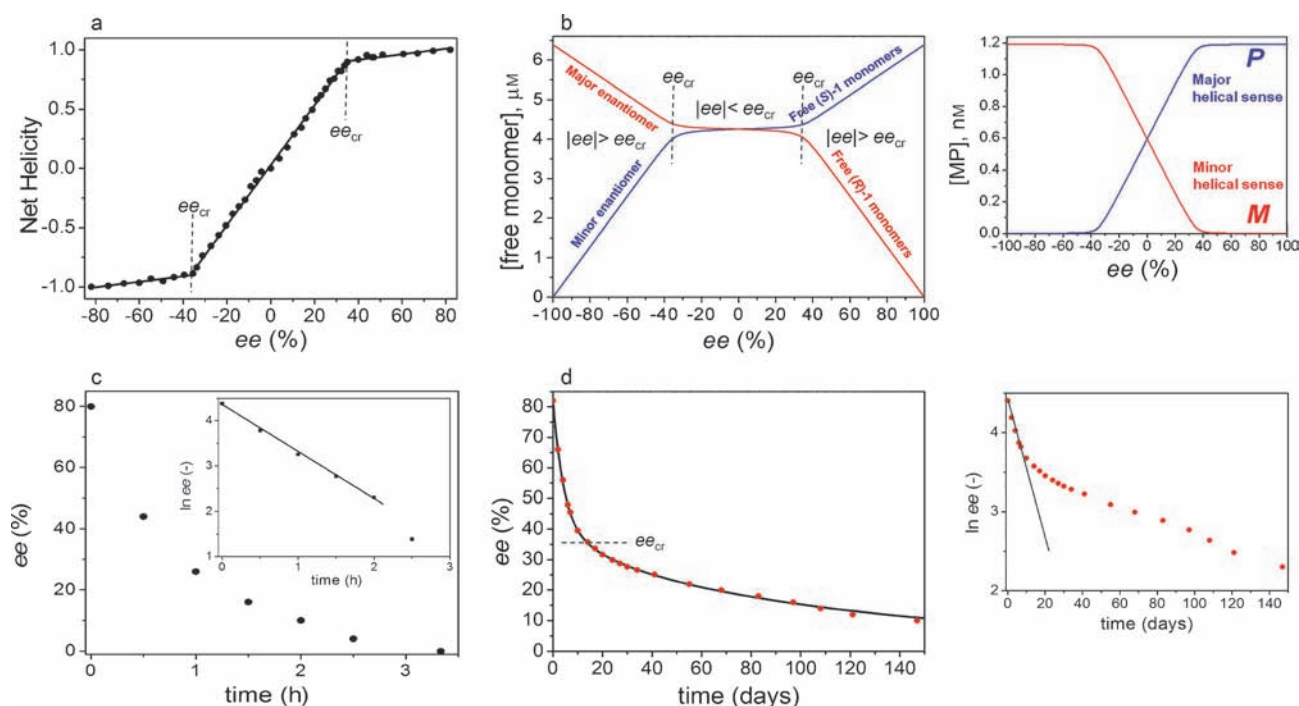 a
Net Helicity
1.0
0.5
0.0
-0.5
-1.0
ee_cr
ee_cr
-80 -60 -40 -20 0 20 40 60 80
ee (%)
b
[free monomer], μM
6
5
4
3
2
1
0
Major enantiomer
Minor enantiomer
ee_cr
ee_cr
|ee|< ee_cr
|ee|> ee_cr
|ee|> ee_cr
Free (S)-1 monomers
Free (R)-1 monomers
-100 -80 -60 -40 -20 0 20 40 60 80 100
ee (%)
[MP], nM
1.2
1.0
0.8
0.6
0.4
0.2
0.0
P
Major
helical sense
Minor
helical sense
M
-100 -80 -60 -40 -20 0 20 40 60 80 100
ee (%)
c
ee (%)
80
70
60
50
40
30
20
10
0
ln ee (-)
4
3
2
1
0 1 2 3
time (h)
0 1 2 3
time (h)
d
ee (%)
80
70
60
50
40
30
20
10
0
ee_cr
0 20 40 60 80 100 120 140
time (days)
ln ee (-)
4
3
2
0 20 40 60 80 100 120 140
time (days)